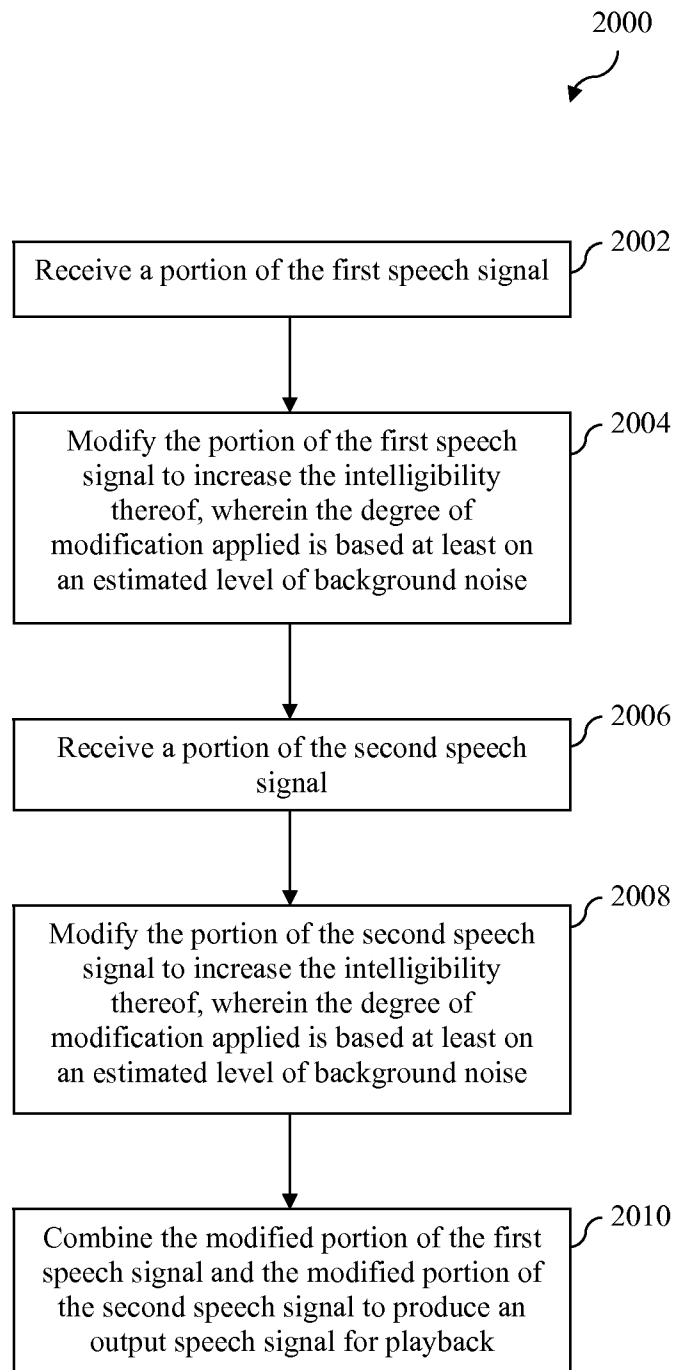 2000
2002
Receive a portion of the first speech signal
2004
Modify the portion of the first speech
signal to increase the intelligibility
thereof, wherein the degree of
modification applied is based at least on
an estimated level of background noise
2006
Receive a portion of the second speech
signal
2008
Modify the portion of the second speech
signal to increase the intelligibility
thereof, wherein the degree of
modification applied is based at least on
an estimated level of background noise
2010
Combine the modified portion of the first
speech signal and the modified portion of
the second speech signal to produce an
output speech signal for playback